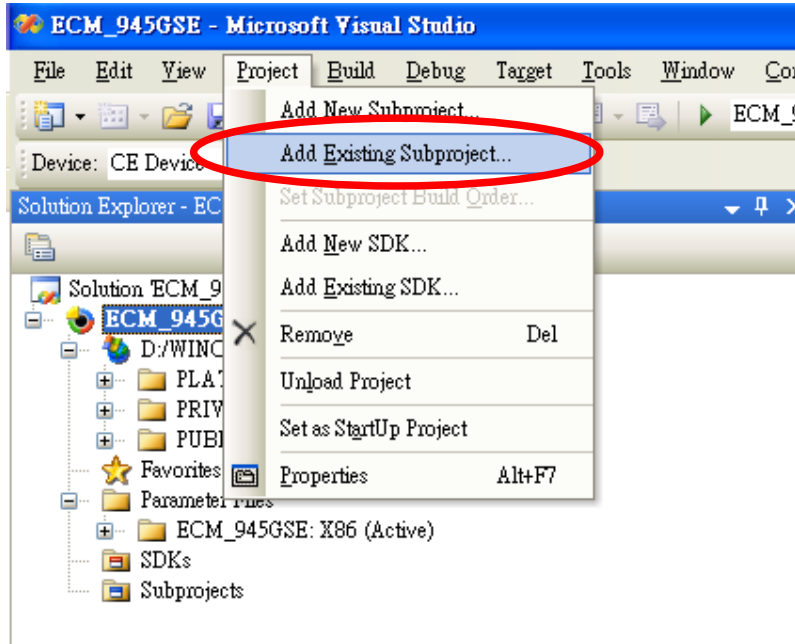 ECM_945GSE - Microsoft Visual Studio
File Edit View Project Build Debug Target Tools Window
Add New Subproject...
Device: CE Device
Add Existing Subproject...
Solution Explorer - EC
Set Subproject Build Order...
Add New SDK...
Add Existing SDK...
Remove Del
Unload Project
Set as StartUp Project
Properties Alt+F7
Solution 'ECM_9
ECM_945G
D:/WINC
PLAT
PRIV
PUBL
Favorites
Parameter Files
ECM_945GSE: X86 (Active)
SDKs
Subprojects